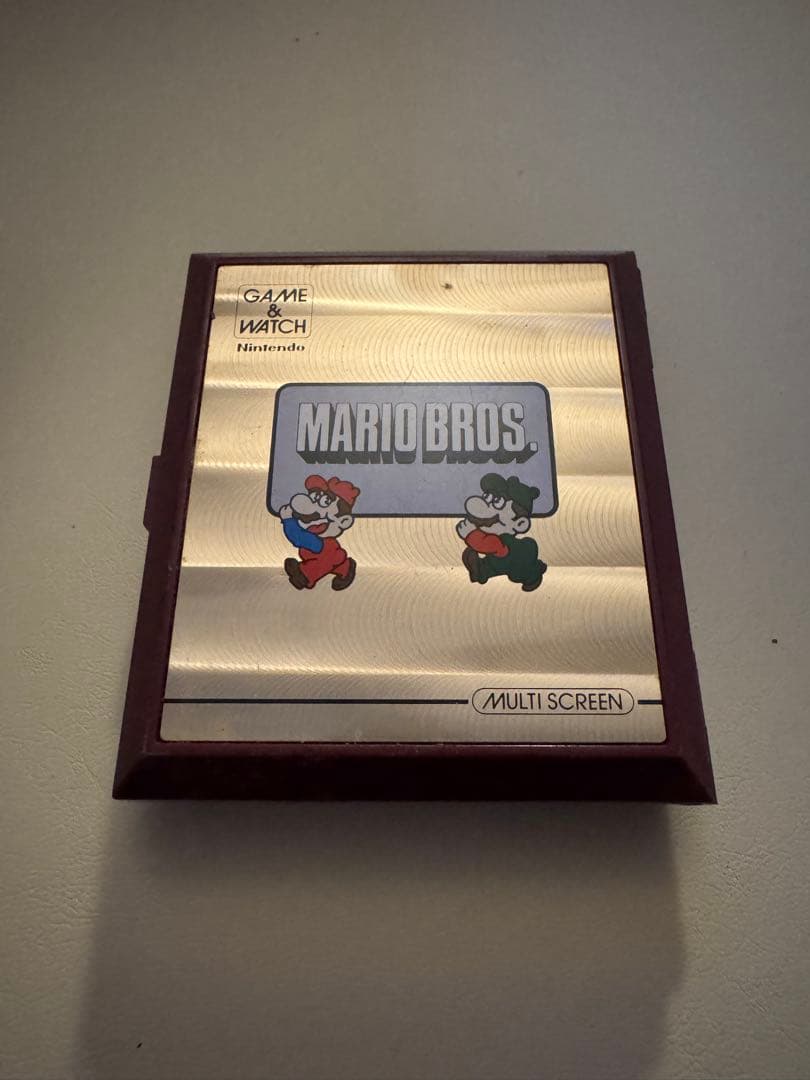 GAME
&
WATCH
Nintendo
MARIO BROS.
MULTI SCREEN